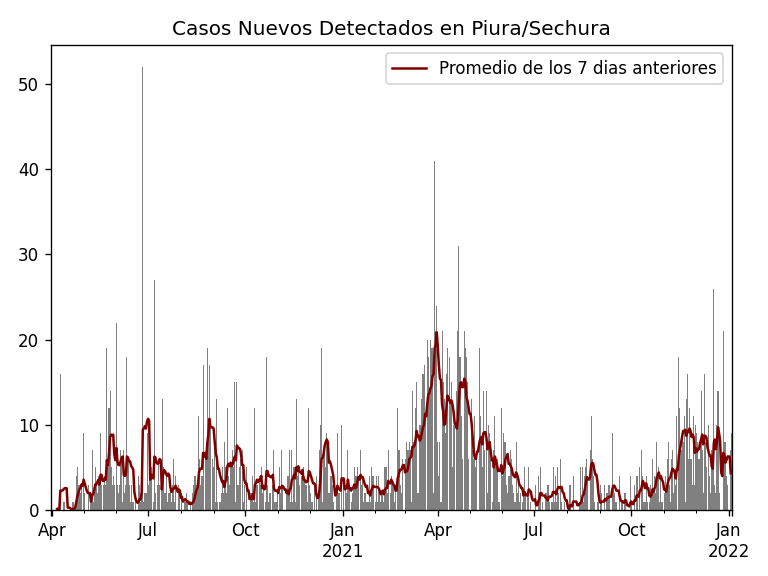 Casos Nuevos Detectados en Piura/Sechura
Promedio de los 7 dias anteriores
50
40
30
20
10
0
Apr Jul Oct Jan Apr Jul Oct Jan
2021 2022